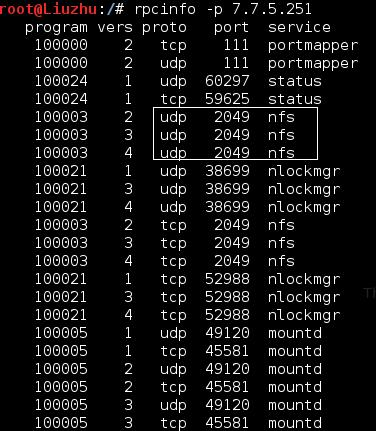 root@Liuzhu:/# rpcinfo -p 7.7.5.251
program vers proto port service
100000 2 tcp 111 portmapper
100000 2 udp 111 portmapper
100024 1 udp 60297 status
100024 1 tcp 59625 status
100003 2 udp 2049 nfs
100003 3 udp 2049 nfs
100003 4 udp 2049 nfs
100021 1 udp 38699 nlockmgr
100021 3 udp 38699 nlockmgr
100021 4 udp 38699 nlockmgr
100003 2 tcp 2049 nfs
100003 3 tcp 2049 nfs
100003 4 tcp 2049 nfs
100021 1 tcp 52988 nlockmgr
100021 3 tcp 52988 nlockmgr
100021 4 tcp 52988 nlockmgr
100005 1 udp 49120 mountd
100005 1 tcp 45581 mountd
100005 2 udp 49120 mountd
100005 2 tcp 45581 mountd
100005 3 udp 49120 mountd
100005 3 tcp 45581 mountd